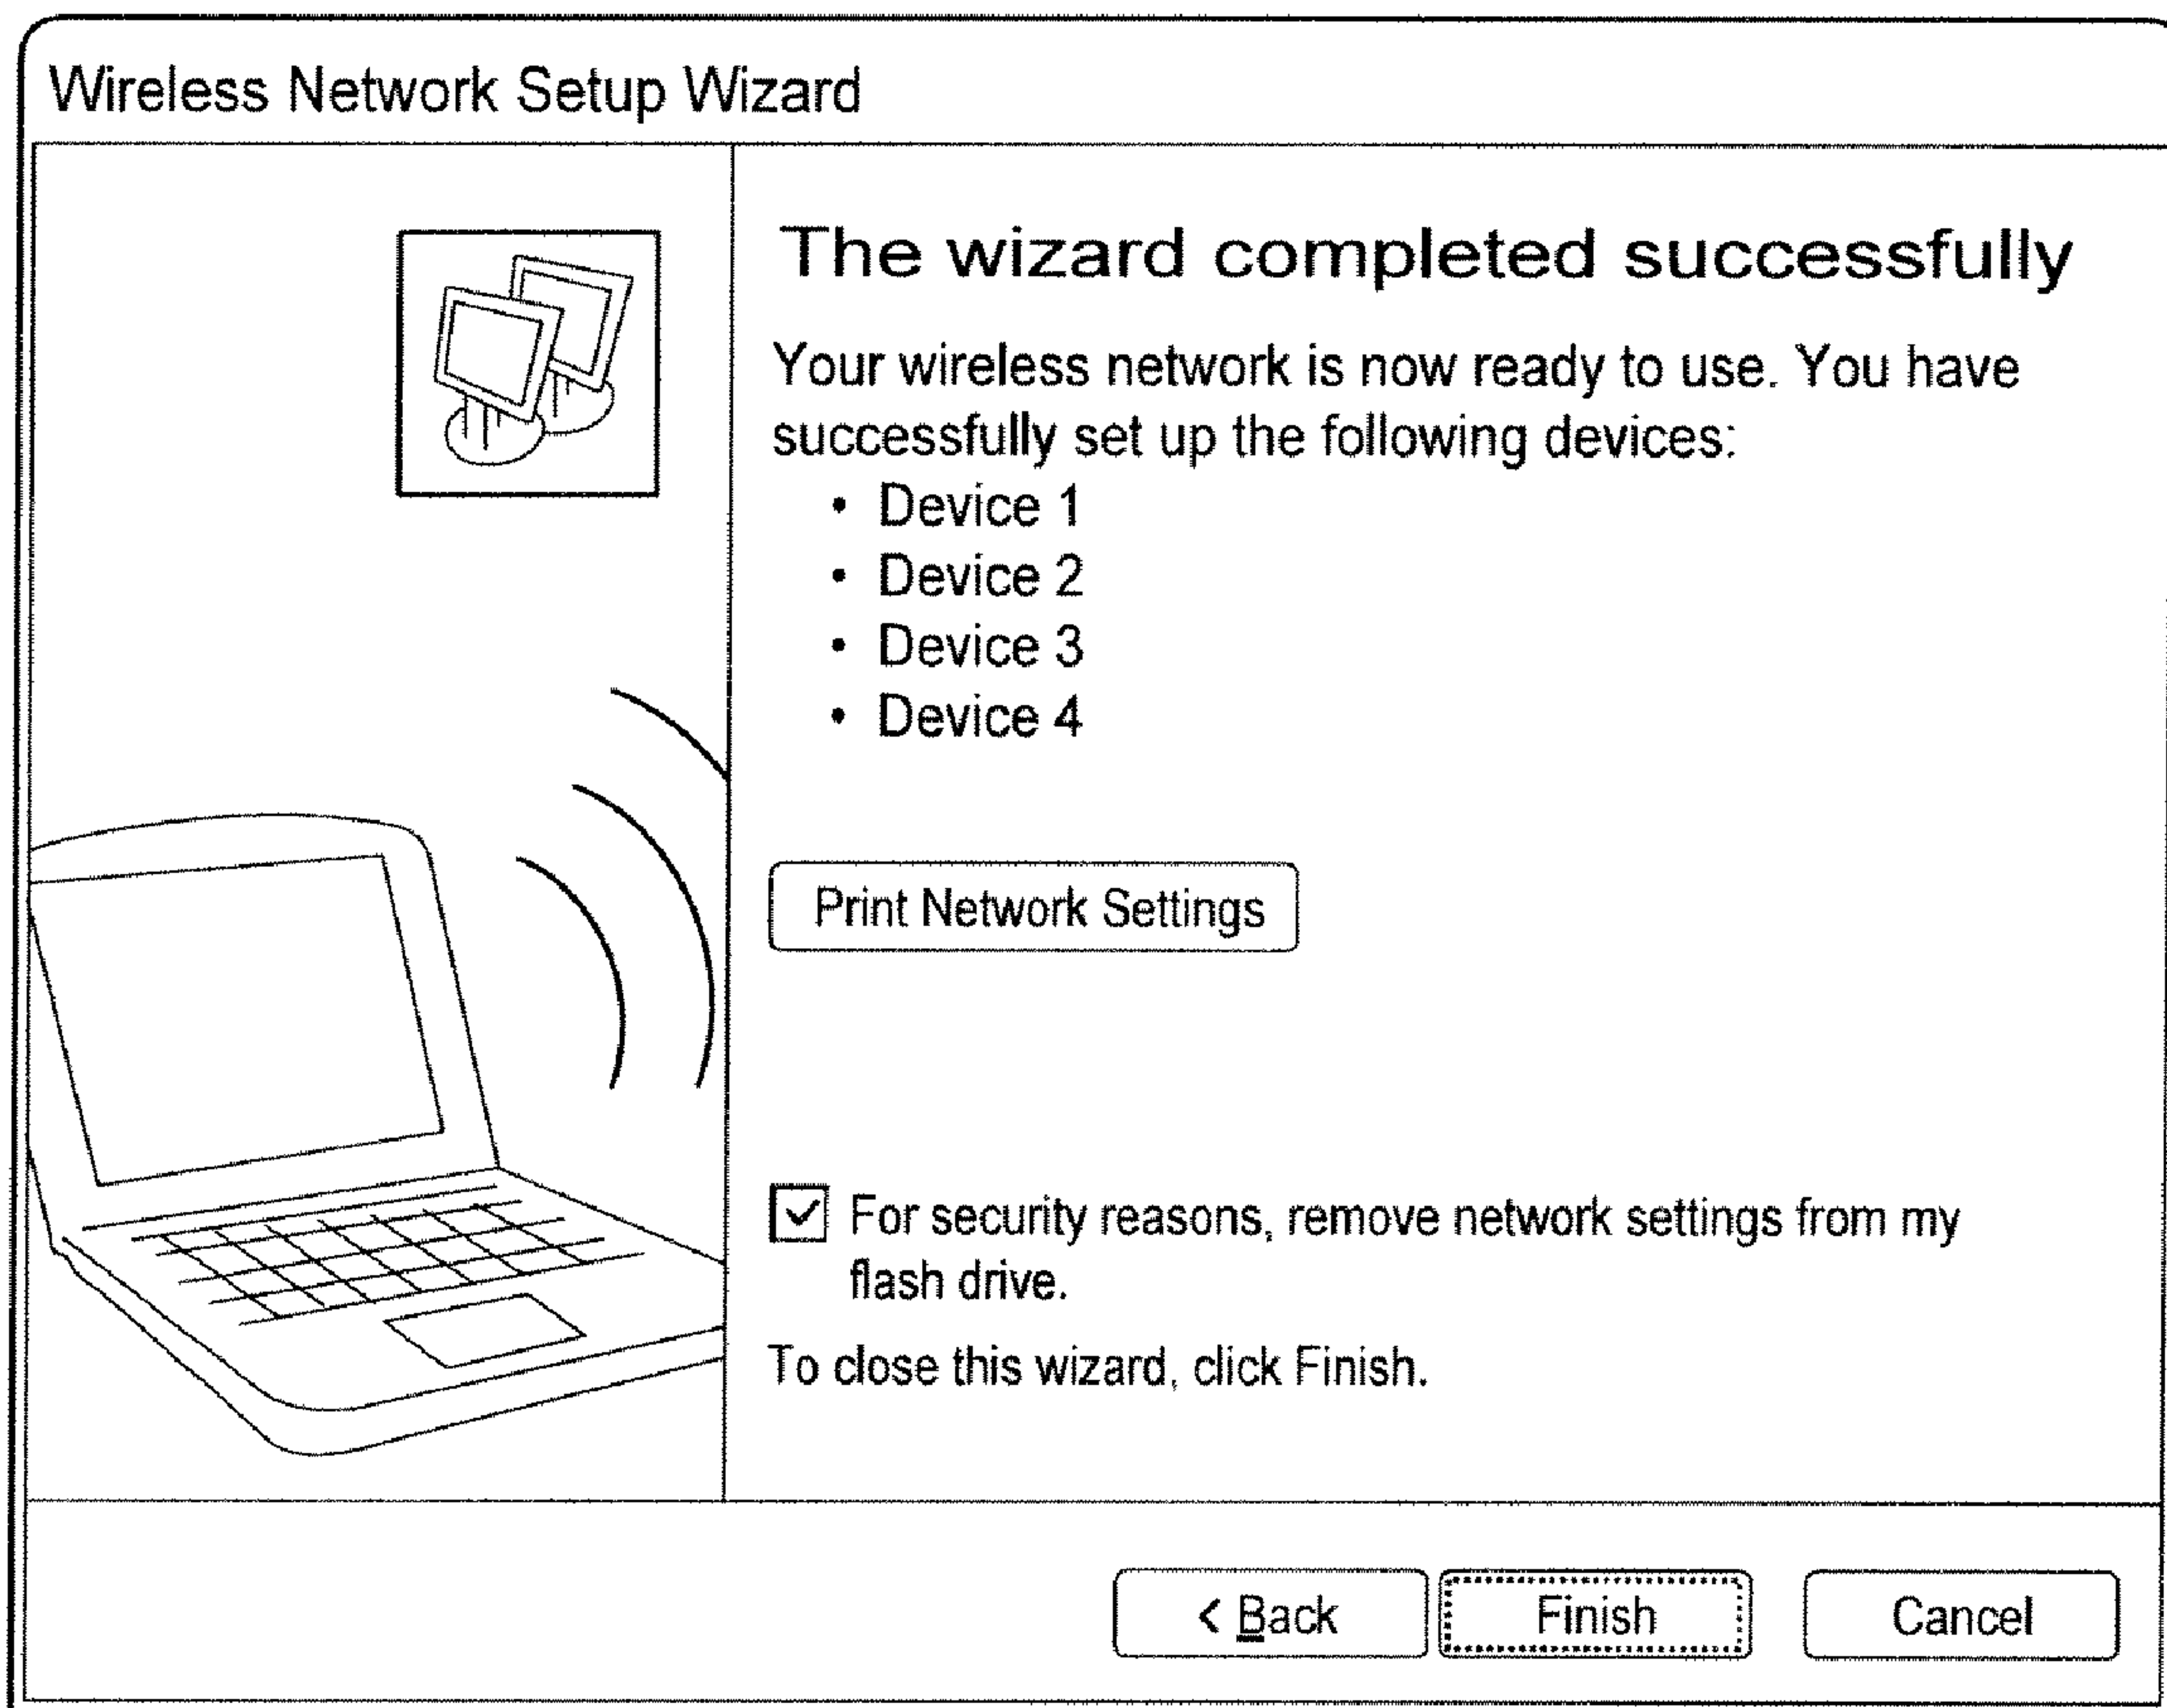 Wireless Network Setup Wizard
The wizard completed successfully
Your wireless network is now ready to use. You have
successfully set up the following devices:
• Device 1
• Device 2
• Device 3
• Device 4
Print Network Settings
For security reasons, remove network settings from my
flash drive.
To close this wizard, click Finish.
< Back
Finish
Cancel